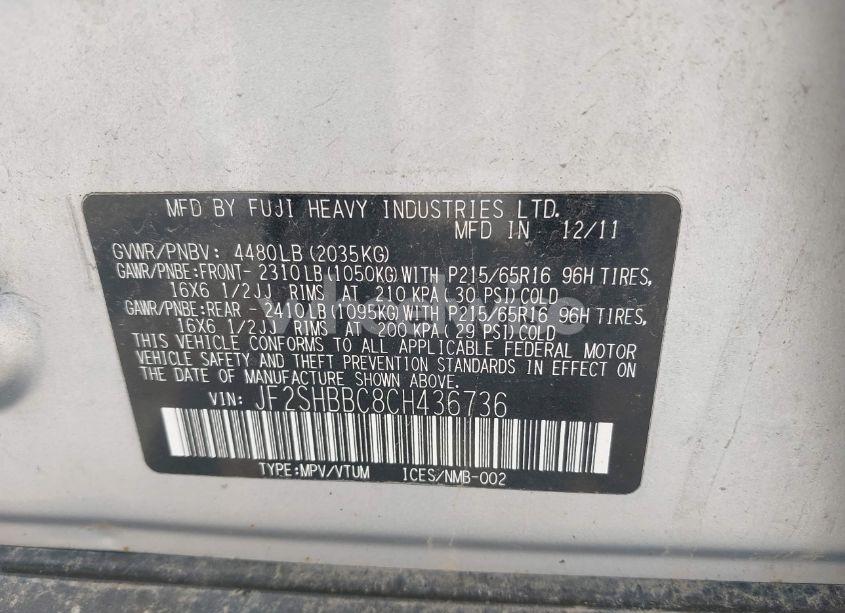 MFD BY FUJI HEAVY INDUSTRIES LTD.
MFD IN 12/11
GVWR/PNBV: 4480LB(2035KG)
GAWR/PNBE:FRONT- 2310LB(1050KG)WITH P215/65R16 96H TIRES,
16X6 1/2JJ RIMS AT 210KPA(30 PSI)COLD
GAWR/PNBE:REAR - 2410LB(1095KG)WITH P215/65R16 96H TIRES,
16X6 1/2JJ RIMS AT 200KPA(29 PSI)COLD
THIS VEHICLE CONFORMS TO ALL APPLICABLE FEDERAL MOTOR
VEHICLE SAFETY AND THEFT PREVENTION STANDARDS IN EFFECT ON
THE DATE OF MANUFACTURE SHOWN ABOVE.
VIN: JF2SHBBC8CH436736
TYPE:MPV/VTUM ICES/NMB-002